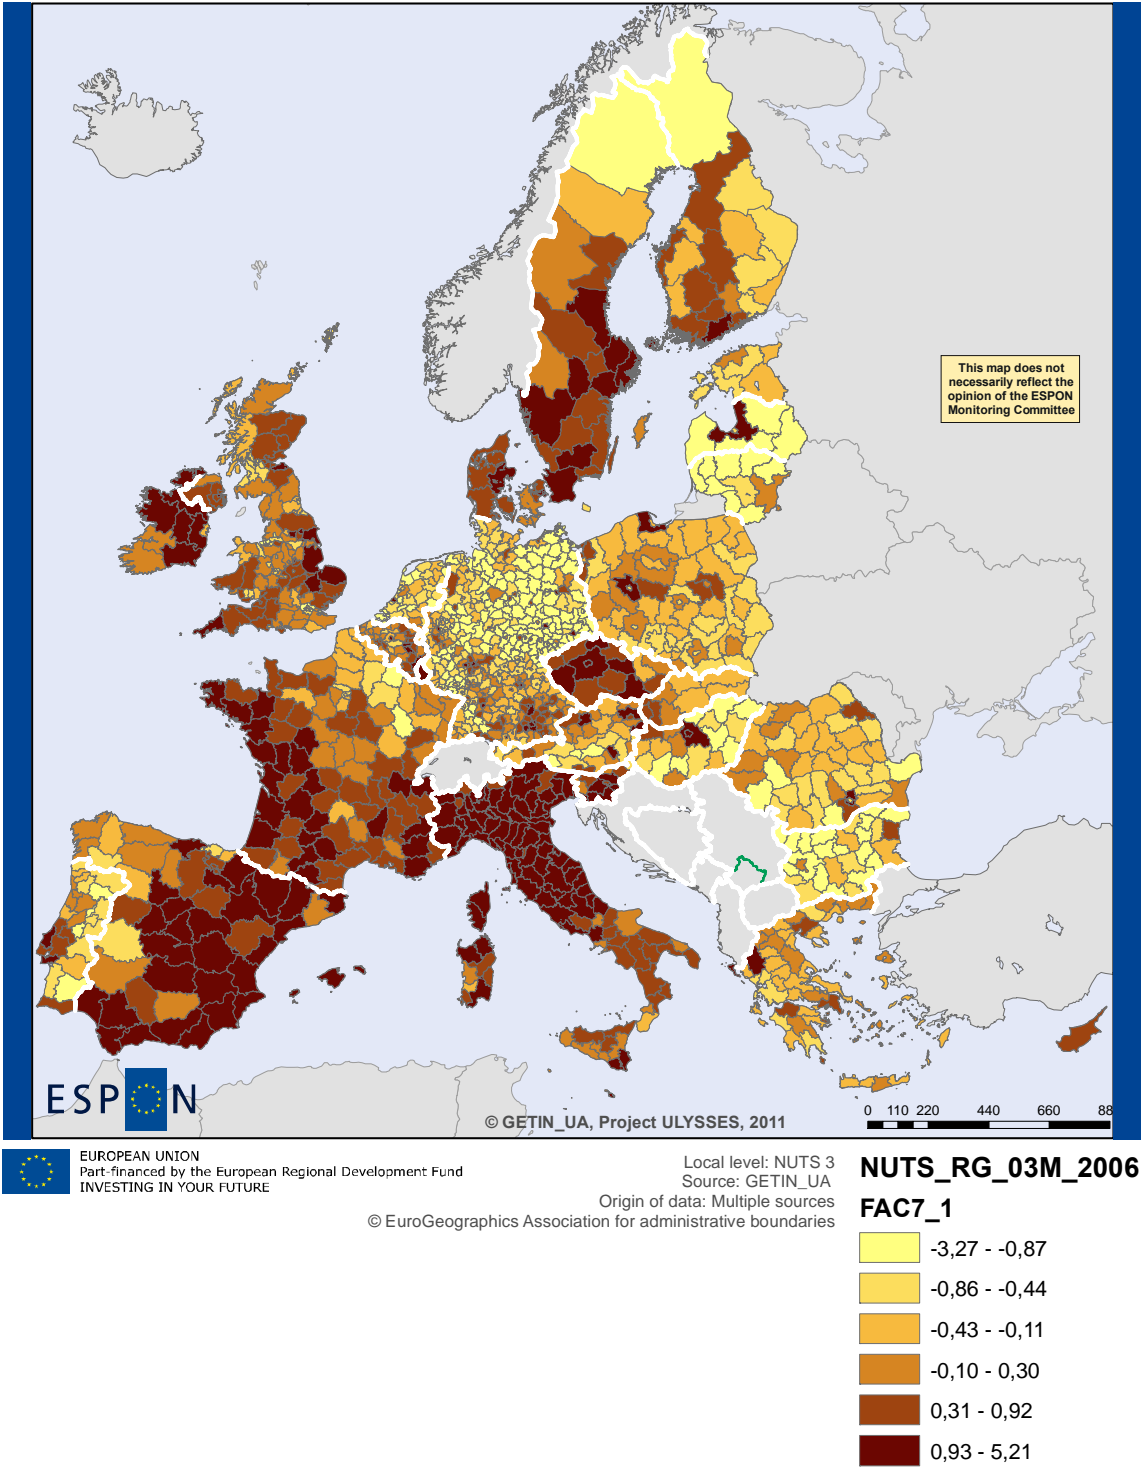 This map does not
necessarily reflect the
opinion of the ESPON
Monitoring Committee
ESPON
© GETIN_UA, Project ULYSSES, 2011
0 110 220 440 660 88
EUROPEAN UNION
Part-financed by the European Regional Development Fund
INVESTING IN YOUR FUTURE
Local level: NUTS 3
Source: GETIN_UA
Origin of data: Multiple sources
© EuroGeographics Association for administrative boundaries
NUTS_RG_03M_2006
FAC7_1
-3,27 - -0,87
-0,86 - -0,44
-0,43 - -0,11
-0,10 - 0,30
0,31 - 0,92
0,93 - 5,21